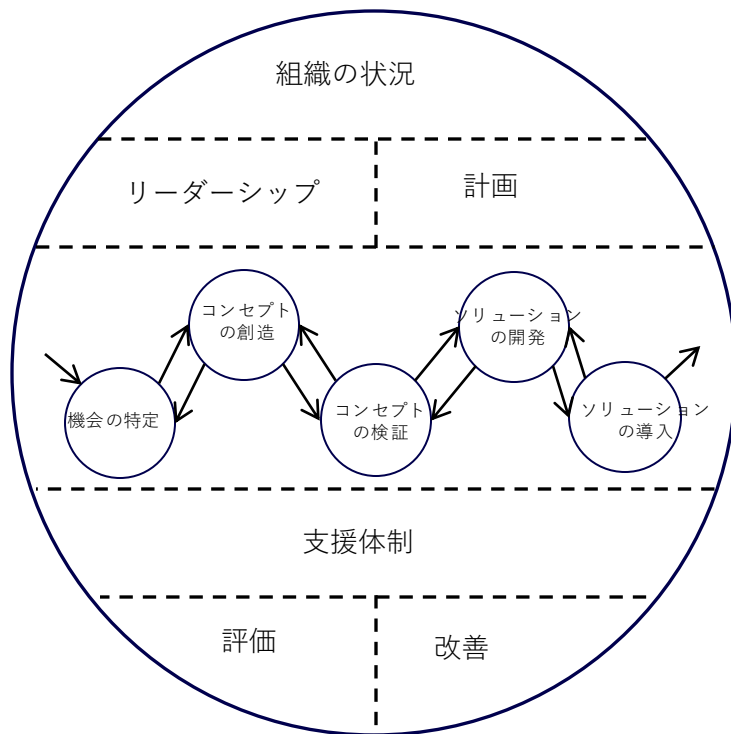 組織の状況
リーダーシップ
計画
コンセプト
の創造
ソリューション
の開発
機会の特定
コンセプト
の検証
ソリューション
の導入
支援体制
評価
改善